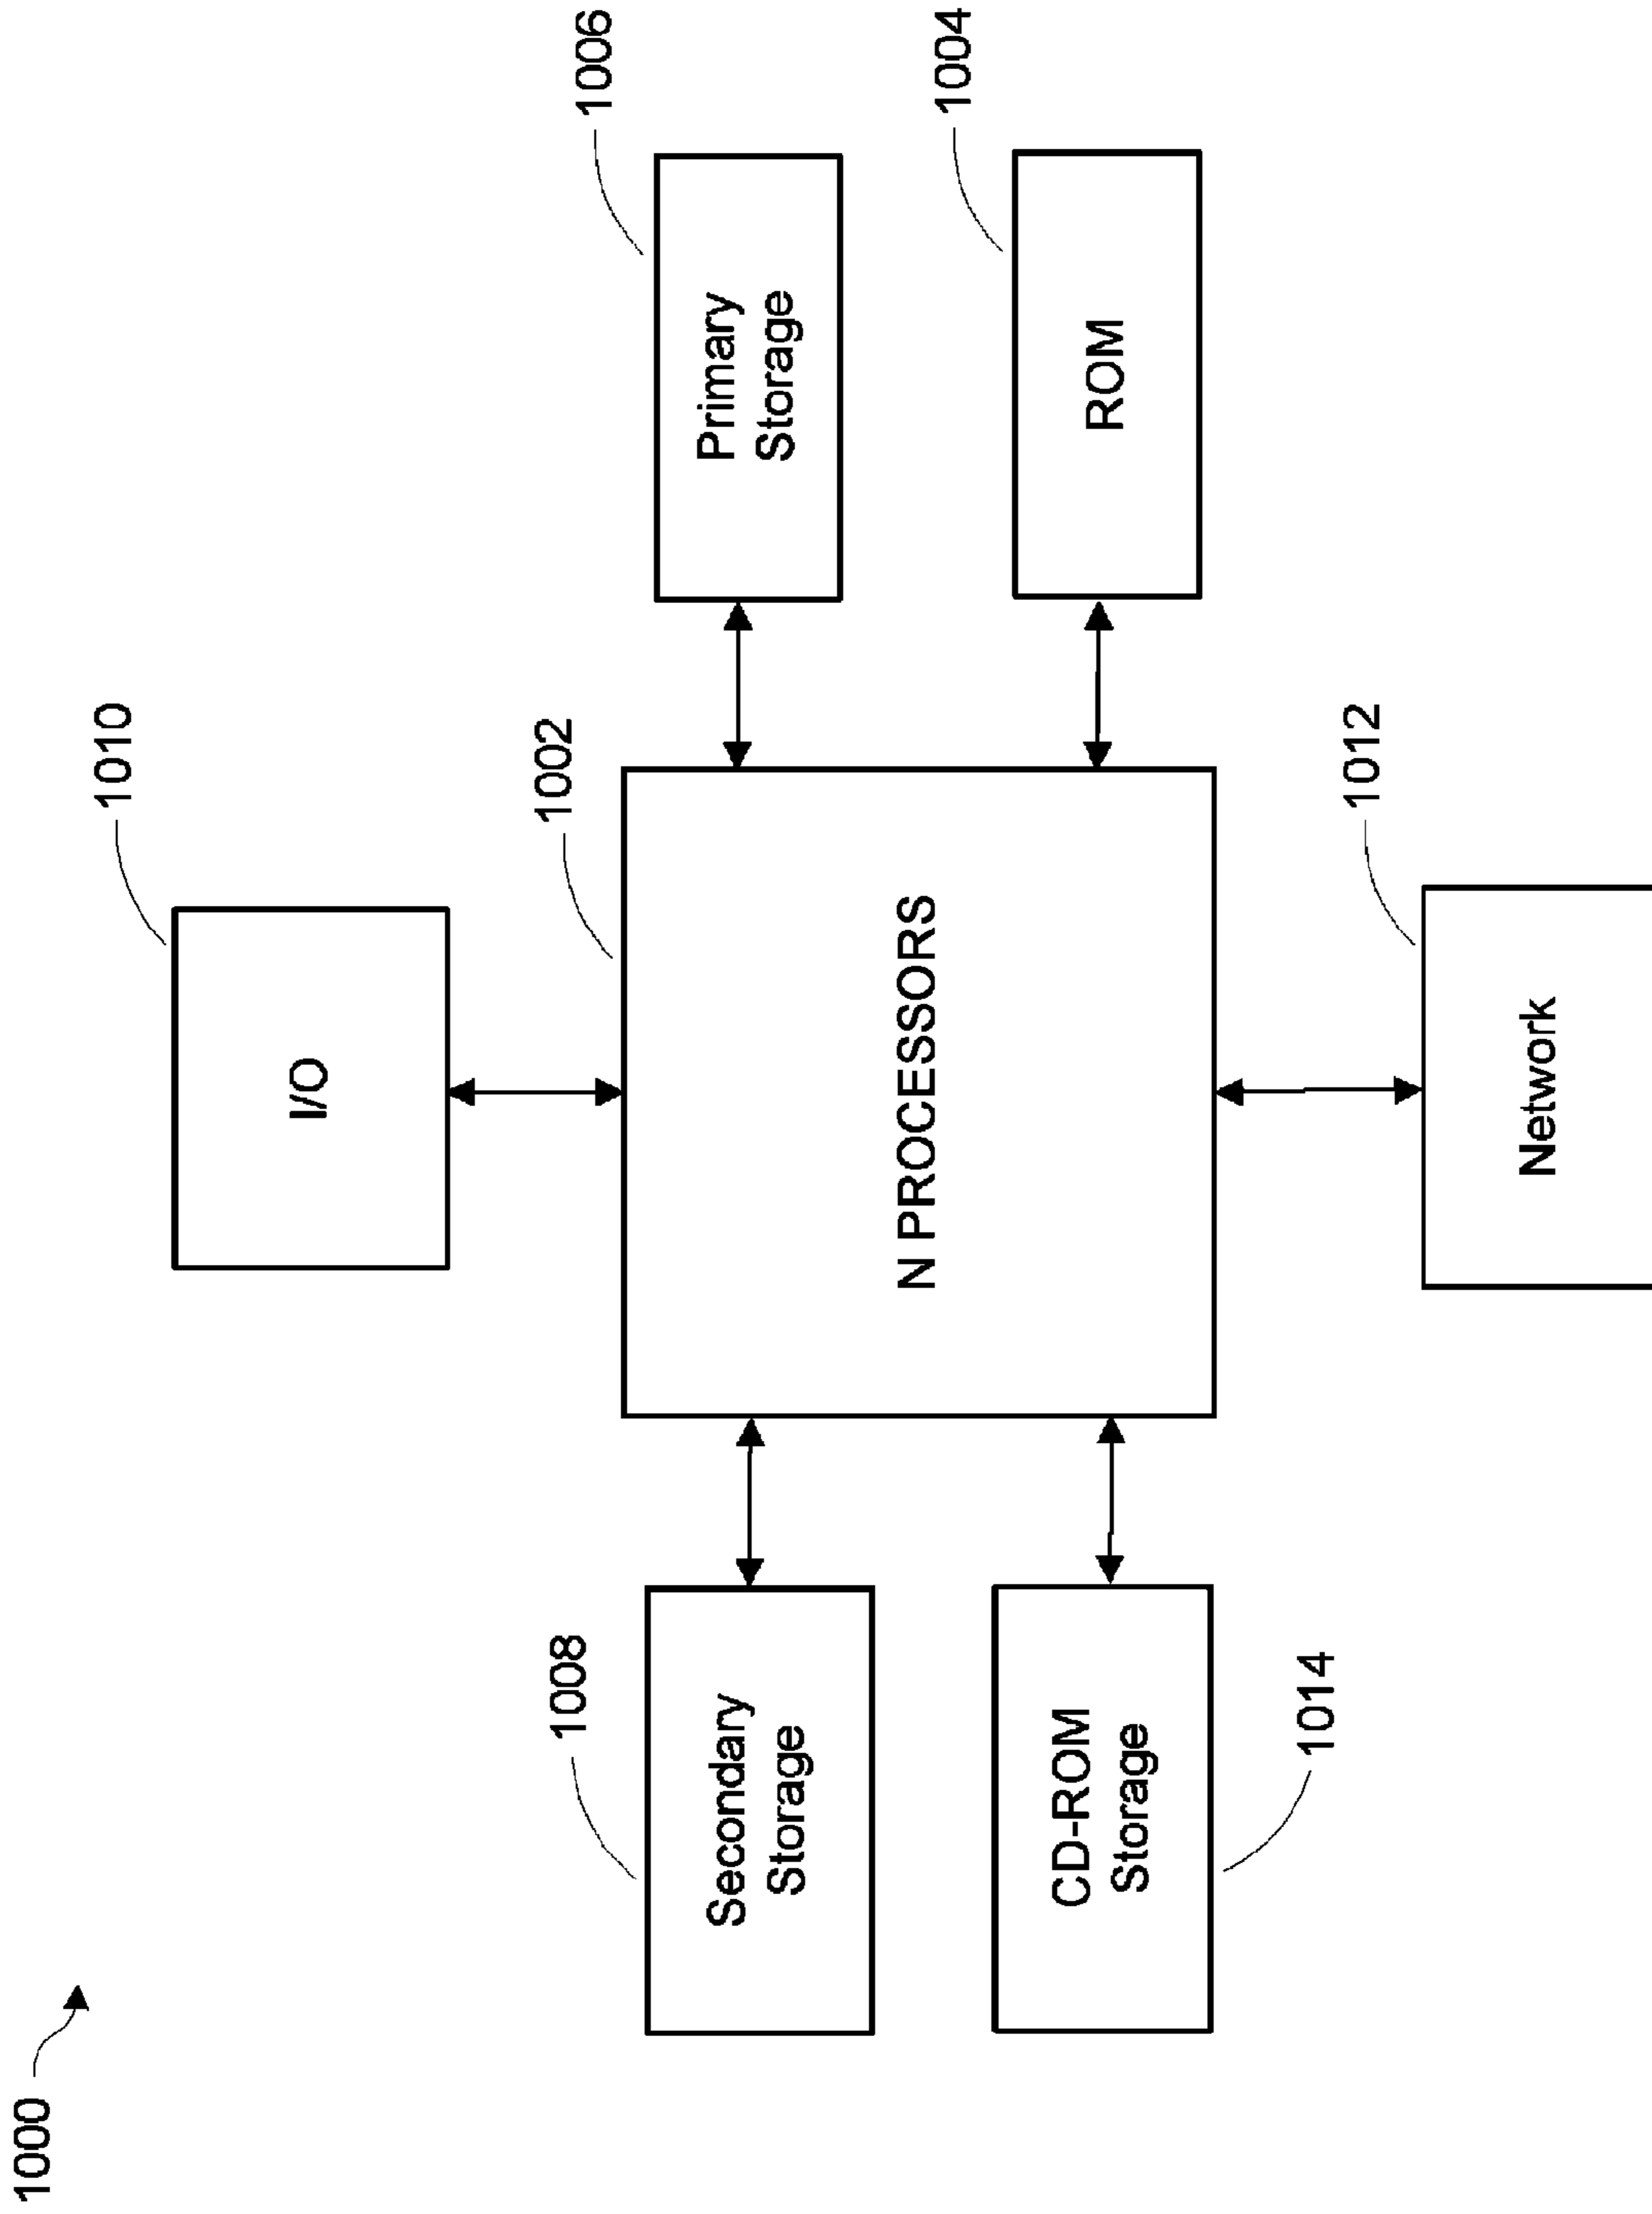 1000
1010
I/O
1008
1002
1006
Secondary
Storage
Primary
Storage
N PROCESSORS
1004
CD-ROM
Storage
ROM
1014
1012
Network